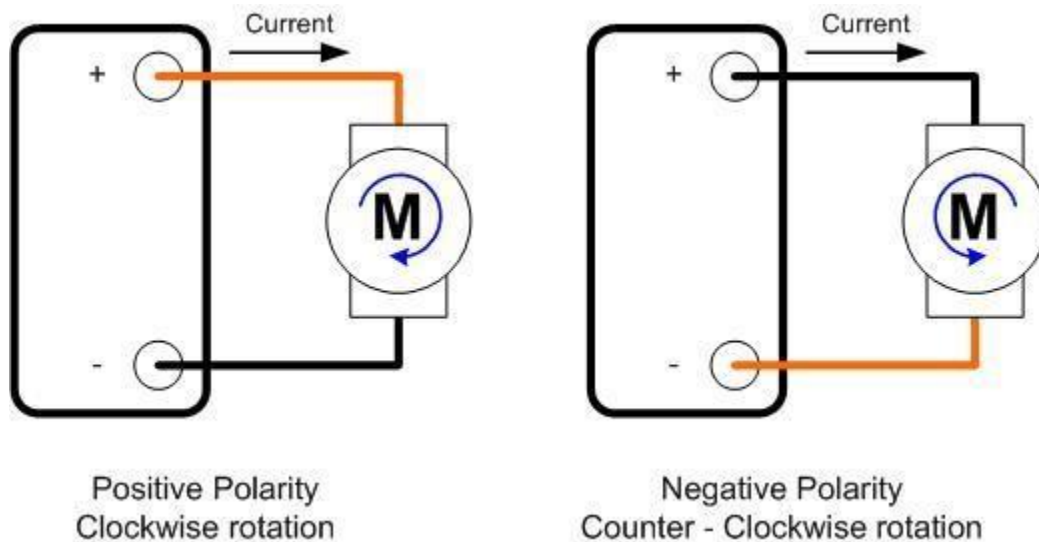 Current
+
M
-
Positive Polarity
Clockwise rotation
Current
+
M
-
Negative Polarity
Counter - Clockwise rotation